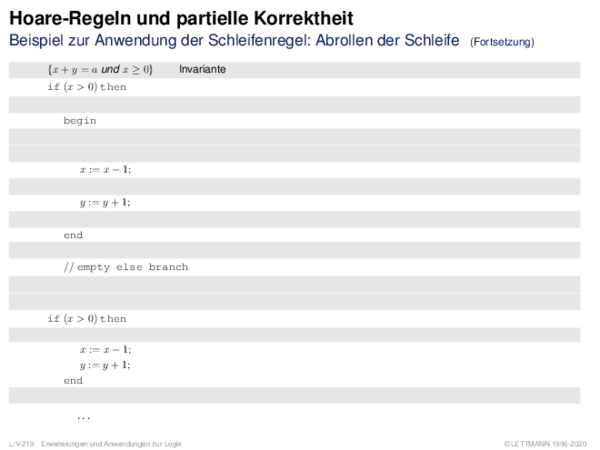 Hoare-Regeln und partielle Korrektheit
Beispiel zur Anwendung der Schleifenregel: Abrollen der Schleife (Fortsetzung)
{x + y = a und x ≥ 0} Invariante
if (x > 0) then
begin
x := x − 1;
y := y + 1;
end
// empty else branch
if (x > 0) then
x := x − 1;
y := y + 1;
end
...
L:V-219 Erweiterungen und Anwendungen zur Logik ©LETTMANN 1996-2020